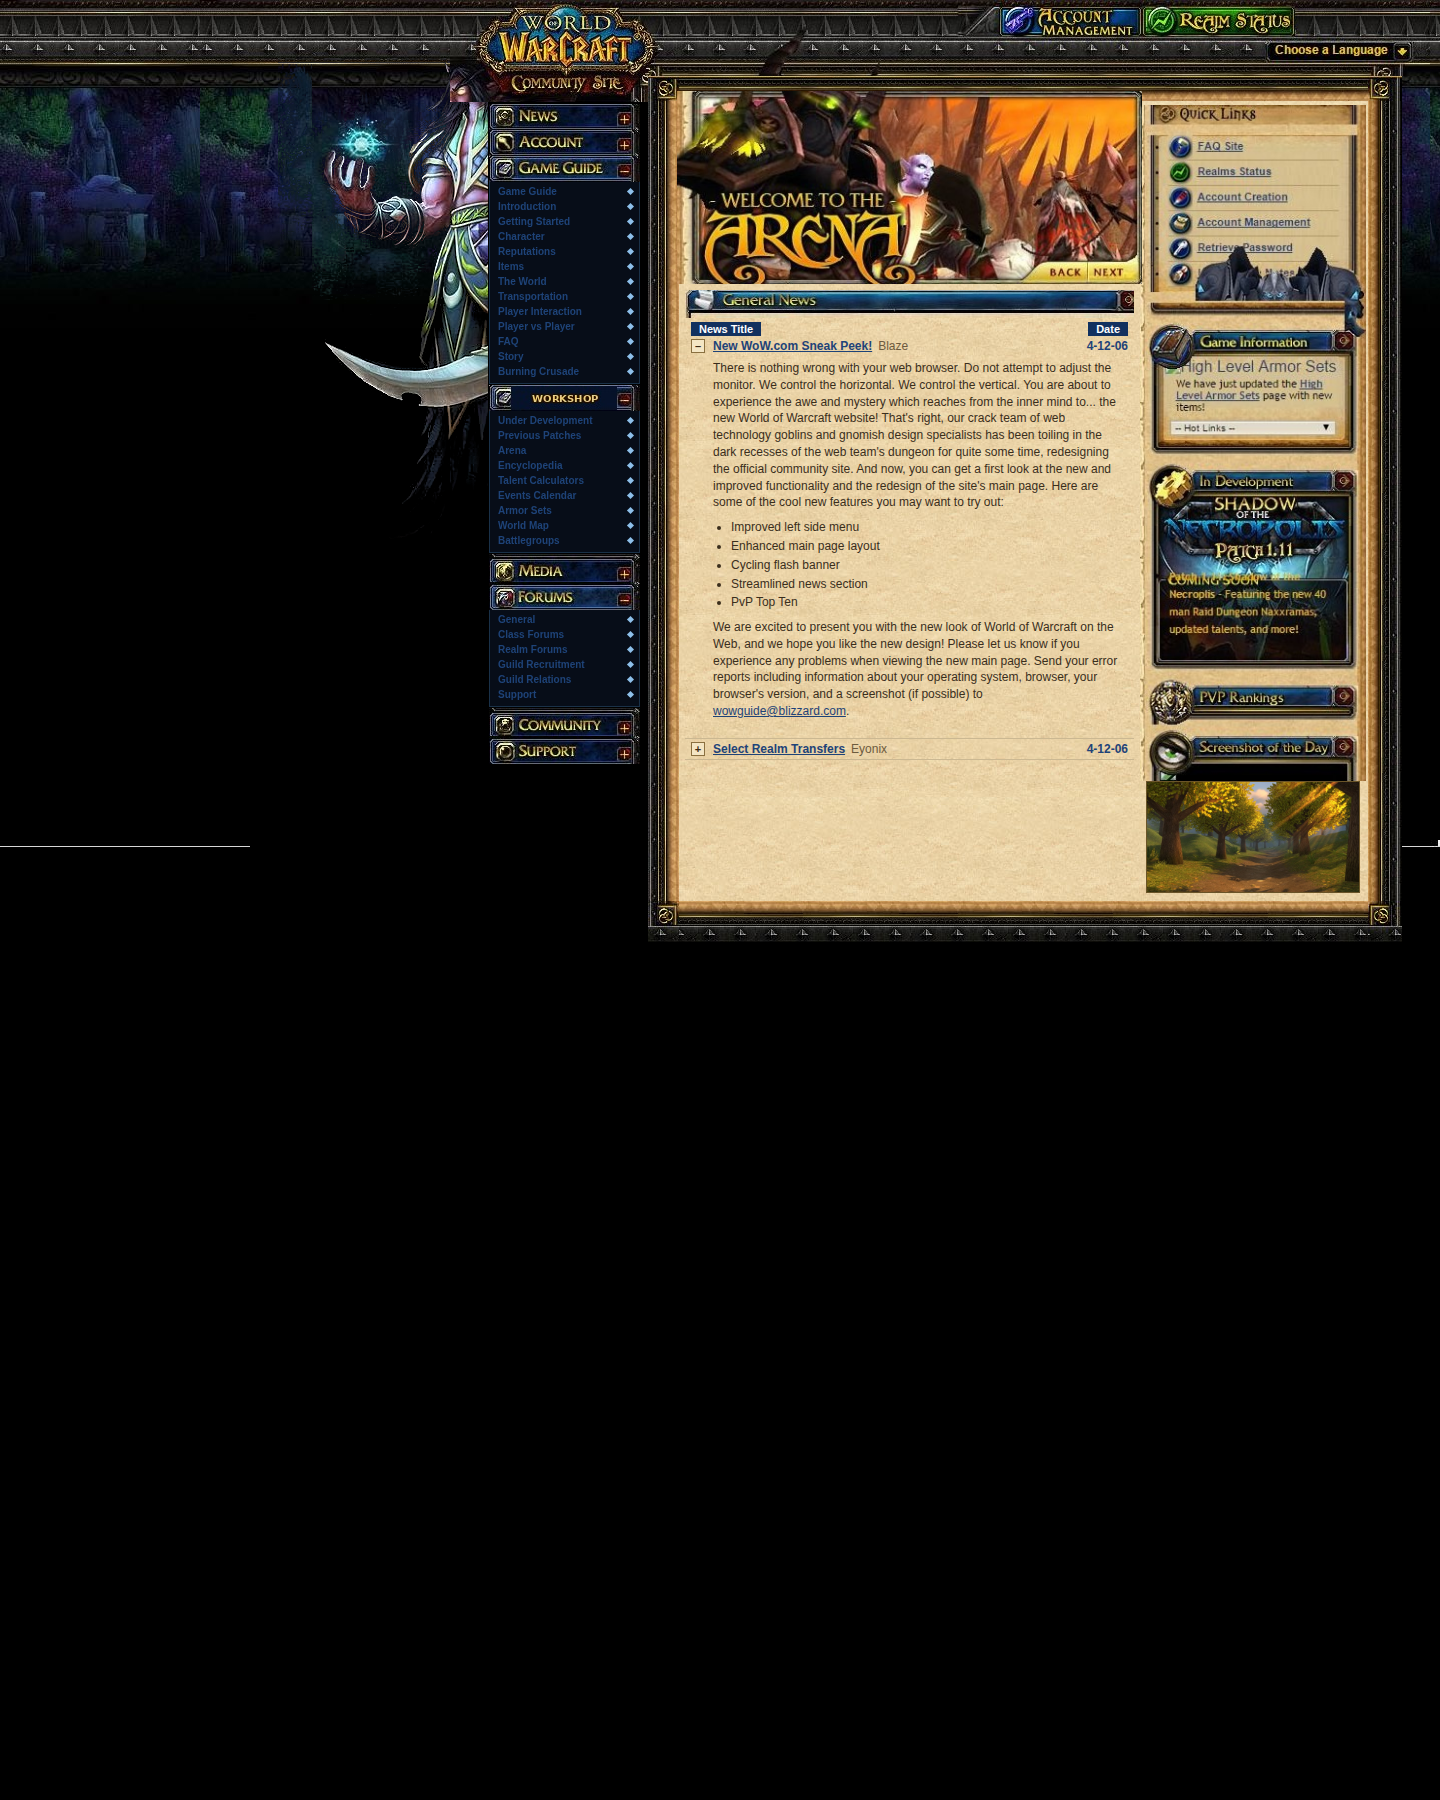 WORLD
OF
WARCRAFT
COMMUNITY SITE
ACCOUNT
MANAGEMENT
REALM STATUS
Choose a Language
NEWS
ACCOUNT
GAME GUIDE
Game Guide
Introduction
Getting Started
Character
Reputations
Items
The World
Transportation
Player Interaction
Player vs Player
FAQ
Story
Burning Crusade
WORKSHOP
Under Development
Previous Patches
Arena
Encyclopedia
Talent Calculators
Events Calendar
Armor Sets
World Map
Battlegroups
MEDIA
FORUMS
General
Class Forums
Realm Forums
Guild Recruitment
Guild Relations
Support
COMMUNITY
SUPPORT
- WELCOME TO THE -
ARENA
BACK NEXT
General News
News Title Date
New WoW.com Sneak Peek! Blaze 4-12-06
There is nothing wrong with your web browser. Do not attempt to adjust the
monitor. We control the horizontal. We control the vertical. You are about to
experience the awe and mystery which reaches from the inner mind to... the
new World of Warcraft website! That's right, our crack team of web
technology goblins and gnomish design specialists has been toiling in the
dark recesses of the web team's dungeon for quite some time, redesigning
the official community site. And now, you can get a first look at the new and
improved functionality and the redesign of the site's main page. Here are
some of the cool new features you may want to try out:
• Improved left side menu
• Enhanced main page layout
• Cycling flash banner
• Streamlined news section
• PvP Top Ten
We are excited to present you with the new look of World of Warcraft on the
Web, and we hope you like the new design! Please let us know if you
experience any problems when viewing the new main page. Send your error
reports including information about your operating system, browser, your
browser's version, and a screenshot (if possible) to
wowguide@blizzard.com.
Select Realm Transfers Eyonix 4-12-06
Quick Links
FAQ Site
Realms Status
Account Creation
Account Management
Retrieve Password
Game Information
High Level Armor Sets
We have just updated the High
Level Armor Sets page with new
items!
-- Hot Links --
In Development
SHADOW
OF THE
NECROPOLIS
PATCH 1.11
COMING SOON
Necroplis - Featuring the new 40
man Raid Dungeon Naxxramas,
updated talents, and more!
PVP Rankings
Screenshot of the Day